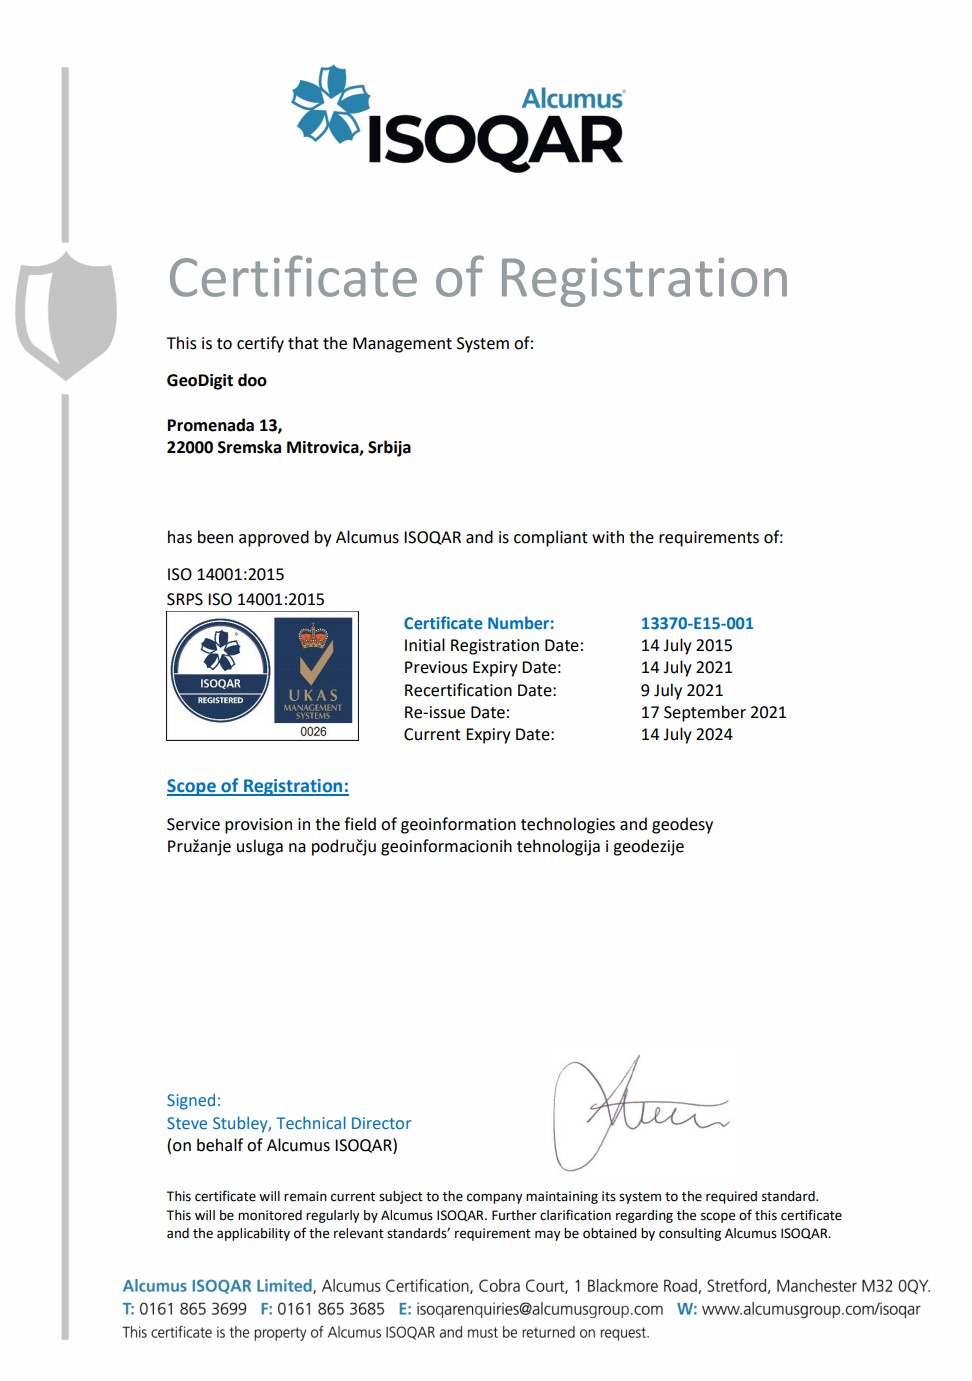 Alcumus®
ISOQAR
Certificate of Registration
This is to certify that the Management System of:
GeoDigit doo
Promenada 13,
22000 Sremska Mitrovica, Srbija
has been approved by Alcumus ISOQAR and is compliant with the requirements of:
ISO 14001:2015
SRPS ISO 14001:2015
ISOQAR
REGISTERED
UKAS
MANAGEMENT
SYSTEMS
0026
Certificate Number: 13370-E15-001
Initial Registration Date: 14 July 2015
Previous Expiry Date: 14 July 2021
Recertification Date: 9 July 2021
Re-issue Date: 17 September 2021
Current Expiry Date: 14 July 2024
Scope of Registration:
Service provision in the field of geoinformation technologies and geodesy
Pružanje usluga na području geoinformacionih tehnologija i geodezije
Signed:
Steve Stubley, Technical Director
(on behalf of Alcumus ISOQAR)
This certificate will remain current subject to the company maintaining its system to the required standard.
This will be monitored regularly by Alcumus ISOQAR. Further clarification regarding the scope of this certificate
and the applicability of the relevant standards’ requirement may be obtained by consulting Alcumus ISOQAR.
Alcumus ISOQAR Limited, Alcumus Certification, Cobra Court, 1 Blackmore Road, Stretford, Manchester M32 0QY.
T: 0161 865 3699 F: 0161 865 3685 E: isoqarenquiries@alcumusgroup.com W: www.alcumusgroup.com/isoqar
This certificate is the property of Alcumus ISOQAR and must be returned on request.